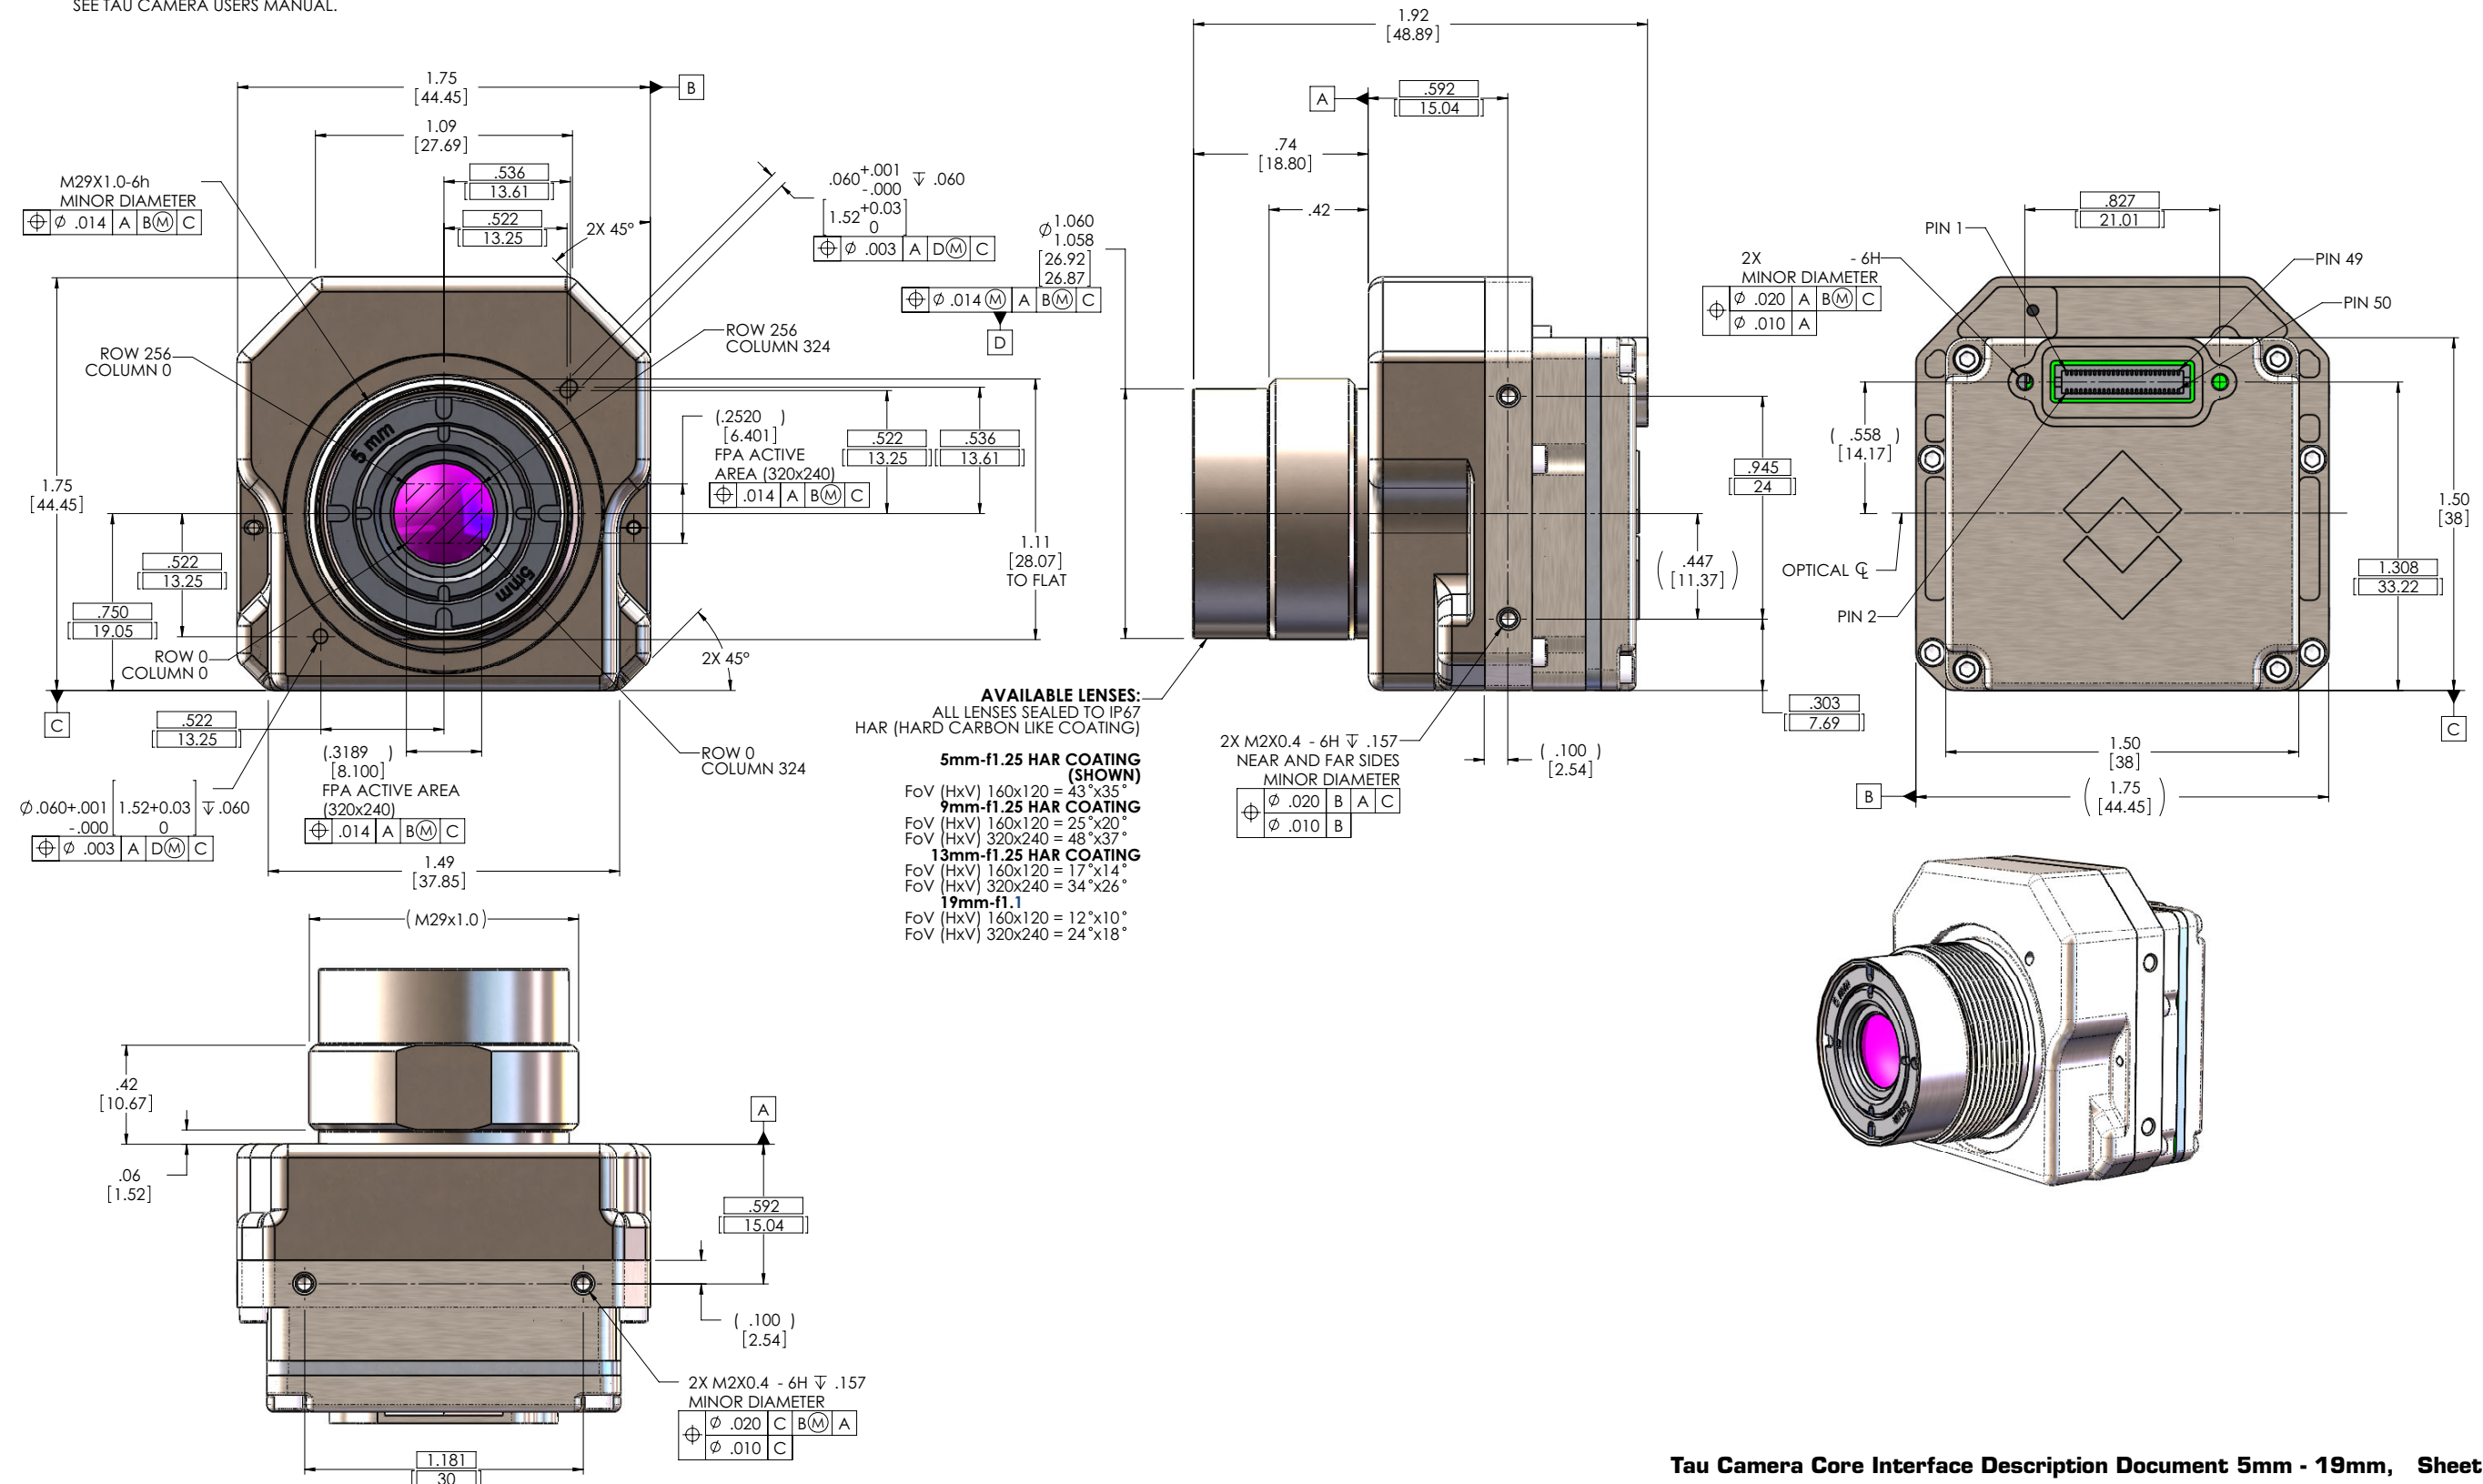 SEE TAU CAMERA USERS MANUAL.
1.75
[44.45]
B
1.09
[27.69]
.536
[13.61]
.522
[13.25]
2X 45°
M29X1.0-6h
MINOR DIAMETER
⌖ ⌀ .014 A BⓂ C
.060 +.001 -.000 ↧ .060
[1.52 +0.03 0]
⌖ ⌀ .003 A DⓂ C
⌀ 1.060
1.058
[26.92]
[26.87]
⌖ ⌀ .014 Ⓜ A BⓂ C
D
ROW 256
COLUMN 0
ROW 256
COLUMN 324
(.2520 )
[6.401]
FPA ACTIVE
AREA (320x240)
⌖ .014 A BⓂ C
.522
[13.25]
.536
[13.61]
1.11
[28.07]
TO FLAT
5 mm
5mm
1.75
[44.45]
.522
[13.25]
.750
[19.05]
ROW 0
COLUMN 0
2X 45°
C
.522
[13.25]
(.3189 )
[8.100]
FPA ACTIVE AREA
(320x240)
⌖ .014 A BⓂ C
ROW 0
COLUMN 324
⌀.060+.001 -.000 [1.52+0.03 0] ↧.060
⌖ ⌀ .003 A DⓂ C
1.49
[37.85]
1.92
[48.89]
A
.592
[15.04]
.74
[18.80]
.42
.945
[24]
( .447 )
[11.37]
.303
[7.69]
( .100 )
[2.54]
2X M2X0.4 - 6H ↧ .157
NEAR AND FAR SIDES
MINOR DIAMETER
⌖ ⌀ .020 B A C
⌀ .010 B
AVAILABLE LENSES:
ALL LENSES SEALED TO IP67
HAR (HARD CARBON LIKE COATING)
5mm-f1.25 HAR COATING
(SHOWN)
FoV (HxV) 160x120 = 43°x35°
9mm-f1.25 HAR COATING
FoV (HxV) 160x120 = 25°x20°
FoV (HxV) 320x240 = 48°x37°
13mm-f1.25 HAR COATING
FoV (HxV) 160x120 = 17°x14°
FoV (HxV) 320x240 = 34°x26°
19mm-f1.1
FoV (HxV) 160x120 = 12°x10°
FoV (HxV) 320x240 = 24°x18°
.827
[21.01]
PIN 1
PIN 49
PIN 50
2X - 6H
MINOR DIAMETER
⌖ ⌀ .020 A BⓂ C
⌀ .010 A
( .558 )
[14.17]
OPTICAL ℄
PIN 2
1.50
[38]
1.308
[33.22]
C
1.50
[38]
B
( 1.75 )
[44.45]
(M29x1.0)
.42
[10.67]
.06
[1.52]
A
.592
[15.04]
( .100 )
[2.54]
2X M2X0.4 - 6H ↧ .157
MINOR DIAMETER
⌖ ⌀ .020 C BⓂ A
⌀ .010 C
1.181
[30]
Tau Camera Core Interface Description Document 5mm - 19mm, Sheet